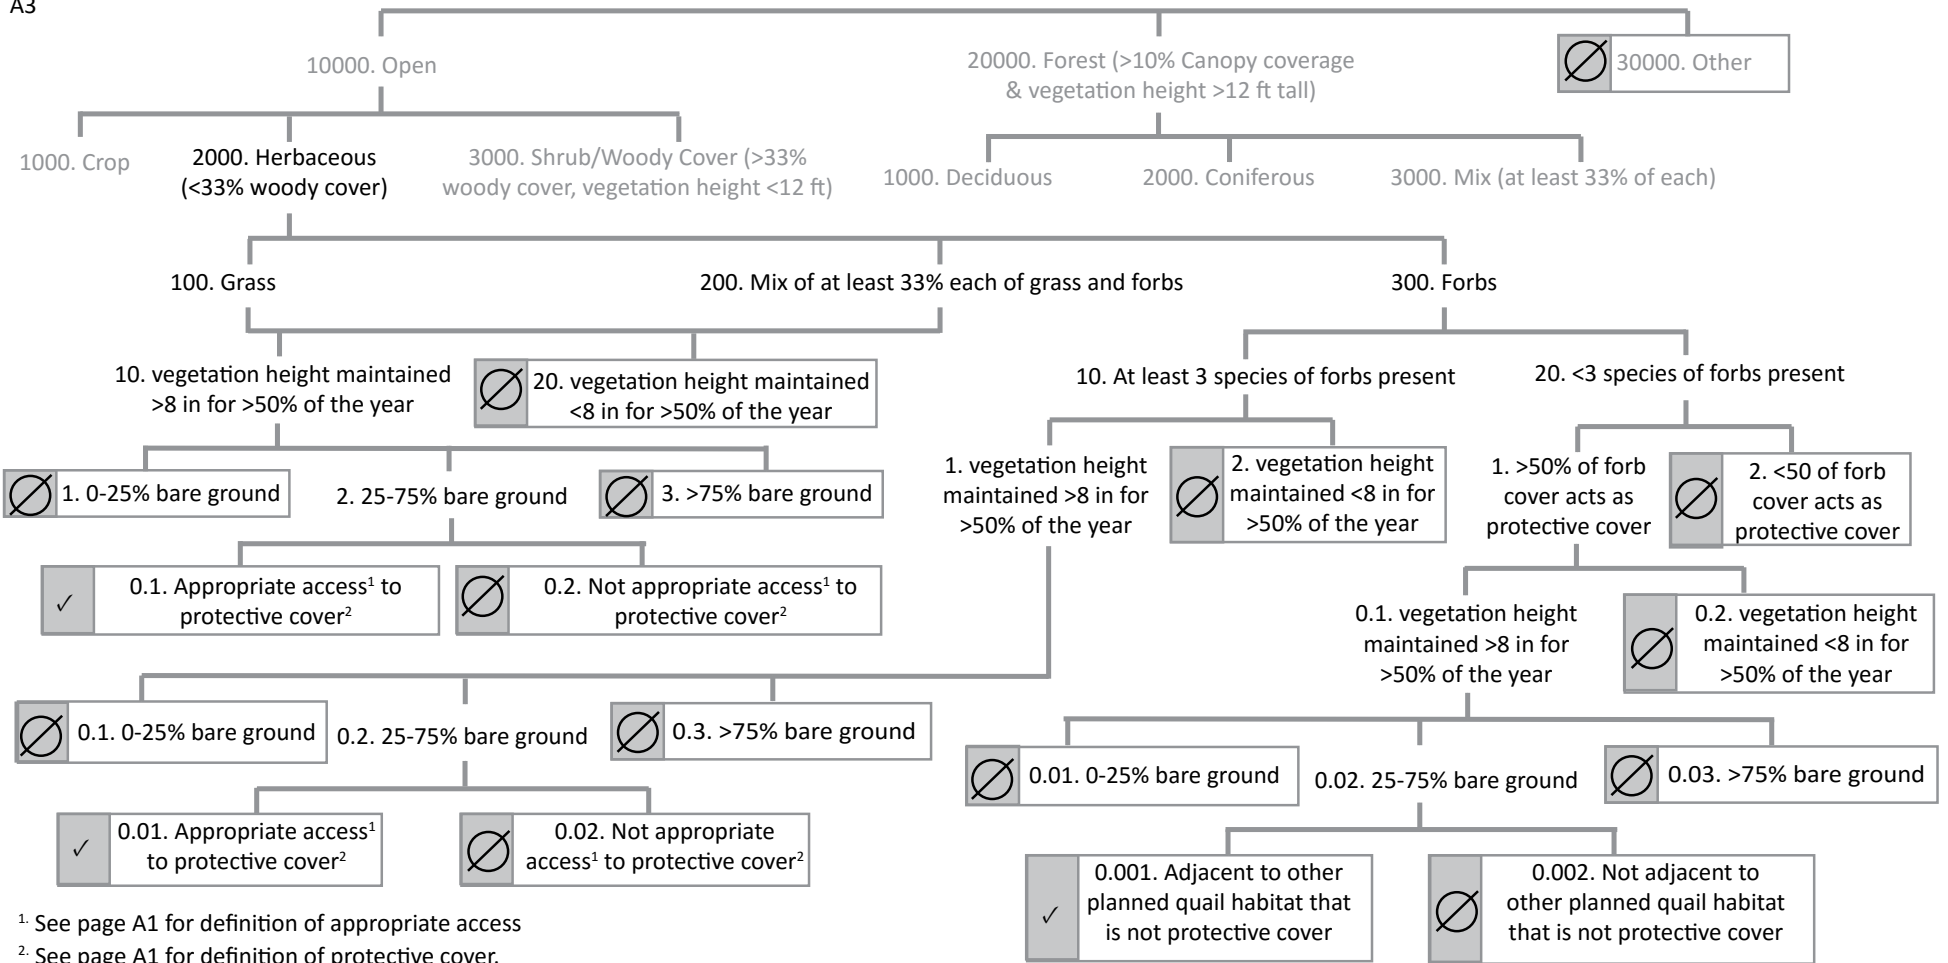 A3
10000. Open
20000. Forest (>10% Canopy coverage
& vegetation height >12 ft tall)
30000. Other
1000. Crop
2000. Herbaceous
(<33% woody cover)
3000. Shrub/Woody Cover (>33%
woody cover, vegetation height <12 ft)
1000. Deciduous
2000. Coniferous
3000. Mix (at least 33% of each)
100. Grass
200. Mix of at least 33% each of grass and forbs
300. Forbs
10. vegetation height maintained
>8 in for >50% of the year
20. vegetation height maintained
<8 in for >50% of the year
10. At least 3 species of forbs present
20. <3 species of forbs present
1. 0-25% bare ground
2. 25-75% bare ground
3. >75% bare ground
1. vegetation height
maintained >8 in for
>50% of the year
2. vegetation height
maintained <8 in for
>50% of the year
1. >50% of forb
cover acts as
protective cover
2. <50 of forb
cover acts as
protective cover
✓
0.1. Appropriate access¹ to
protective cover²
0.2. Not appropriate access¹ to
protective cover²
0.1. vegetation height
maintained >8 in for
>50% of the year
0.2. vegetation height
maintained <8 in for
>50% of the year
0.1. 0-25% bare ground
0.2. 25-75% bare ground
0.3. >75% bare ground
0.01. 0-25% bare ground
0.02. 25-75% bare ground
0.03. >75% bare ground
✓
0.01. Appropriate access¹
to protective cover²
0.02. Not appropriate
access¹ to protective cover²
✓
0.001. Adjacent to other
planned quail habitat that
is not protective cover
0.002. Not adjacent to
other planned quail habitat
that is not protective cover
¹· See page A1 for definition of appropriate access
²· See page A1 for definition of protective cover.